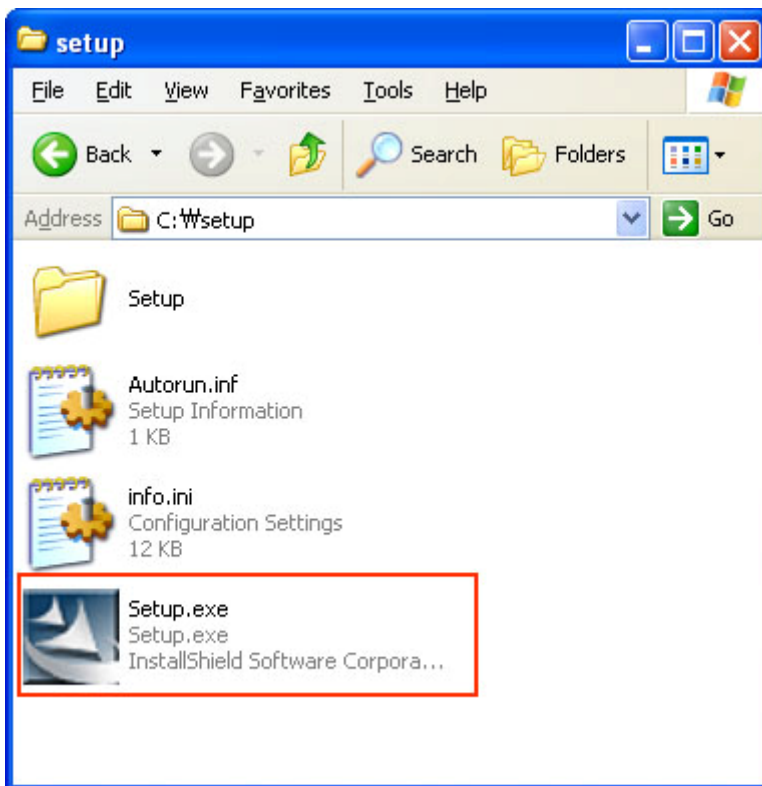 setup
File Edit View Favorites Tools Help
Back Search Folders
Address C:₩setup Go
Setup
Autorun.inf
Setup Information
1 KB
info.ini
Configuration Settings
12 KB
Setup.exe
Setup.exe
InstallShield Software Corpora...